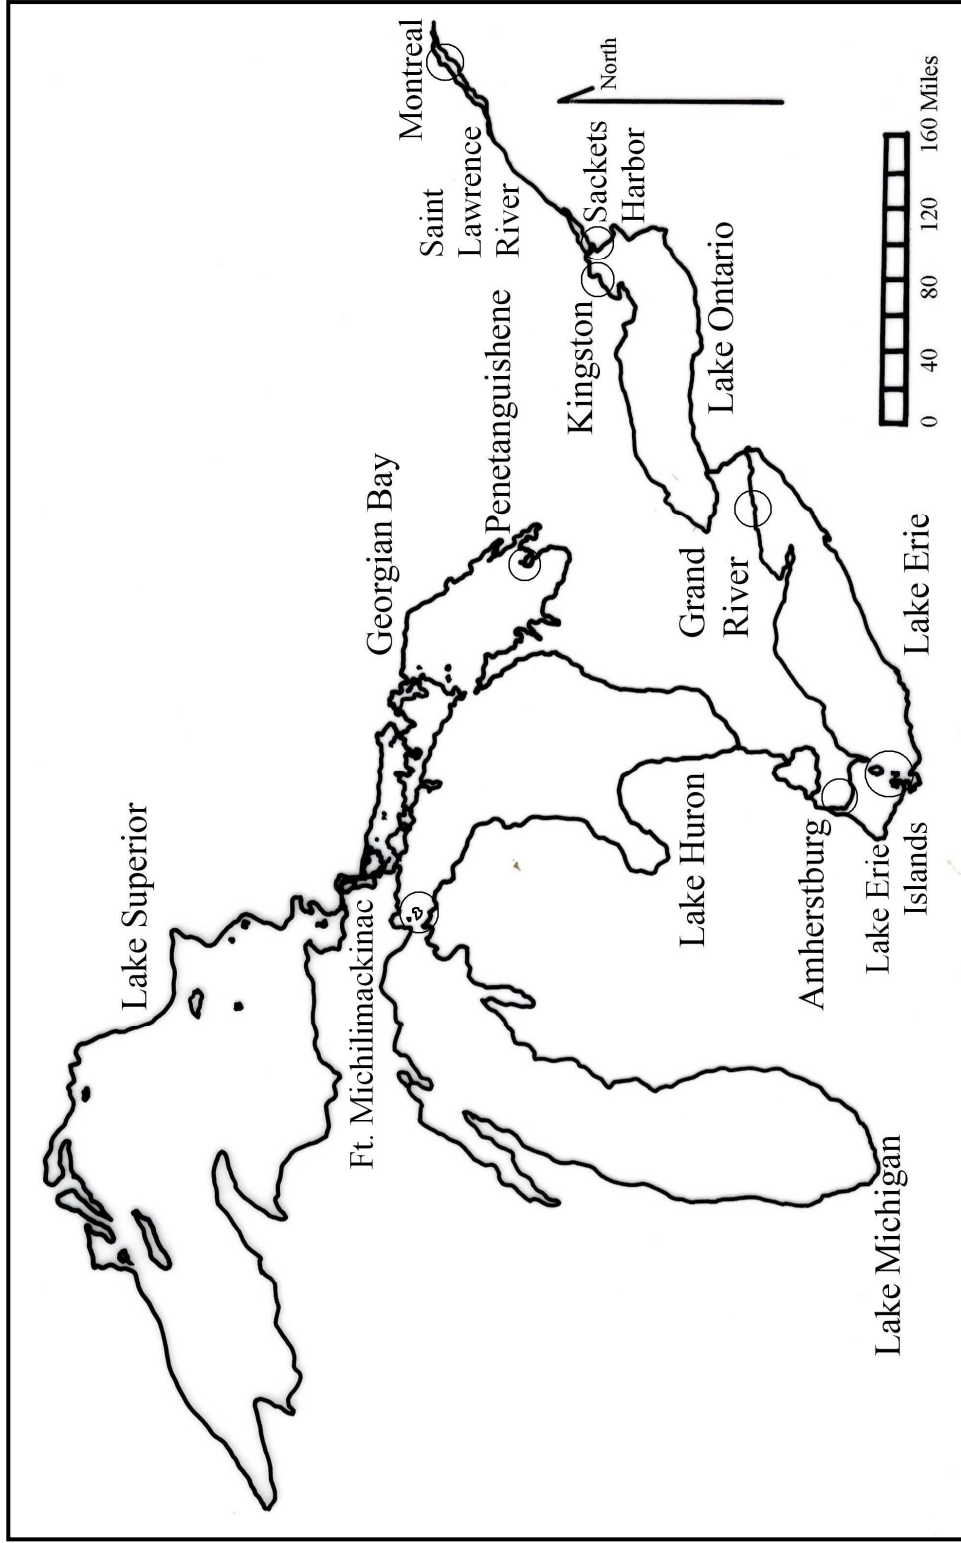 Lake Superior
Georgian Bay
Ft. Michilimackinac
Penetanguishene
Montreal
Saint
Lawrence
River
Kingston
Sackets
Harbor
North
Lake Ontario
Grand
River
Lake Huron
Amherstburg
Lake Erie
Islands
Lake Erie
Lake Michigan
0 40 80 120 160 Miles